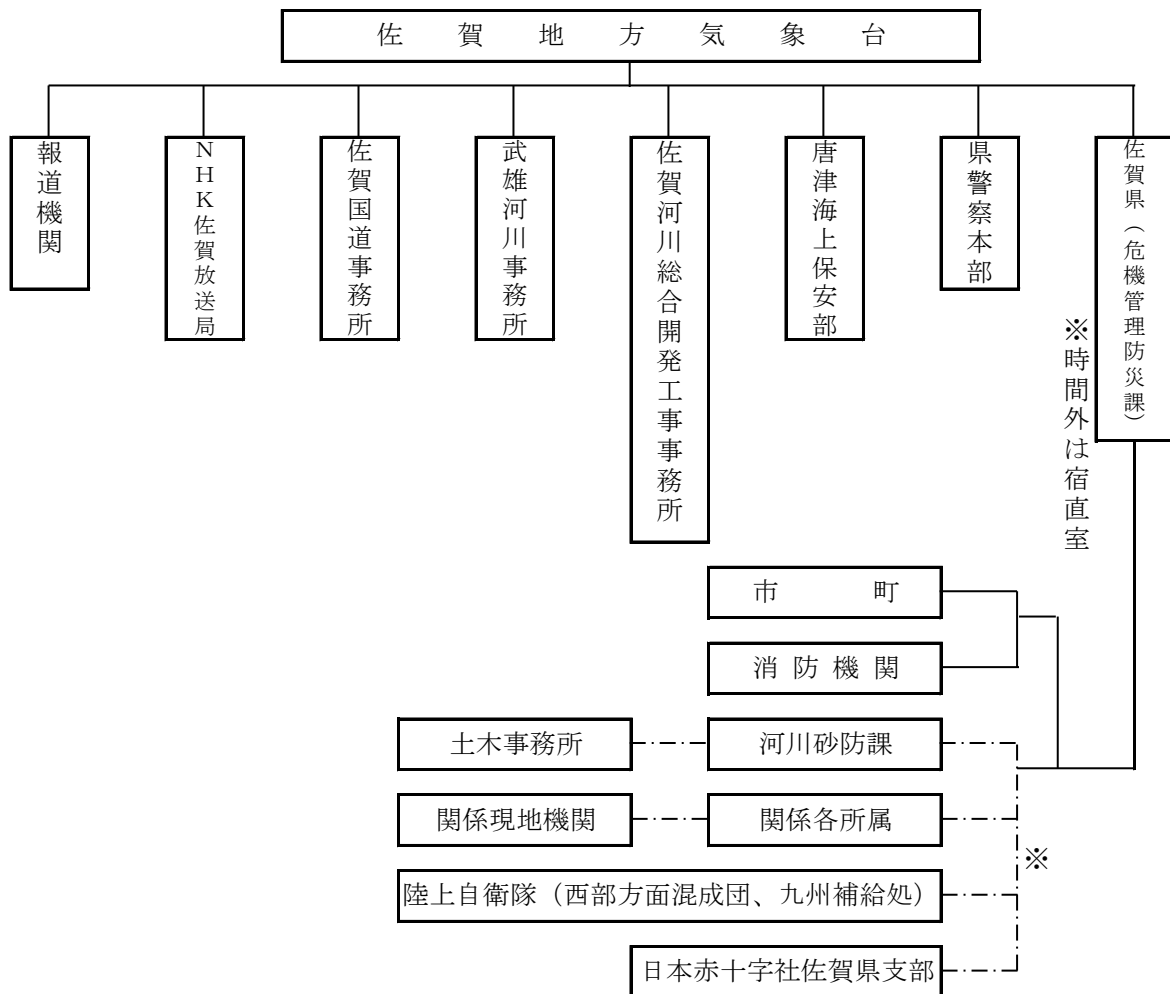 佐賀地方気象台
報道機関
NHK佐賀放送局
佐賀国道事務所
武雄河川事務所
佐賀河川総合開発工事事務所
唐津海上保安部
県警察本部
佐賀県（危機管理防災課）
※時間外は宿直室
市町
消防機関
土木事務所
河川砂防課
関係現地機関
関係各所属
※
陸上自衛隊（西部方面混成団、九州補給処）
日本赤十字社佐賀県支部